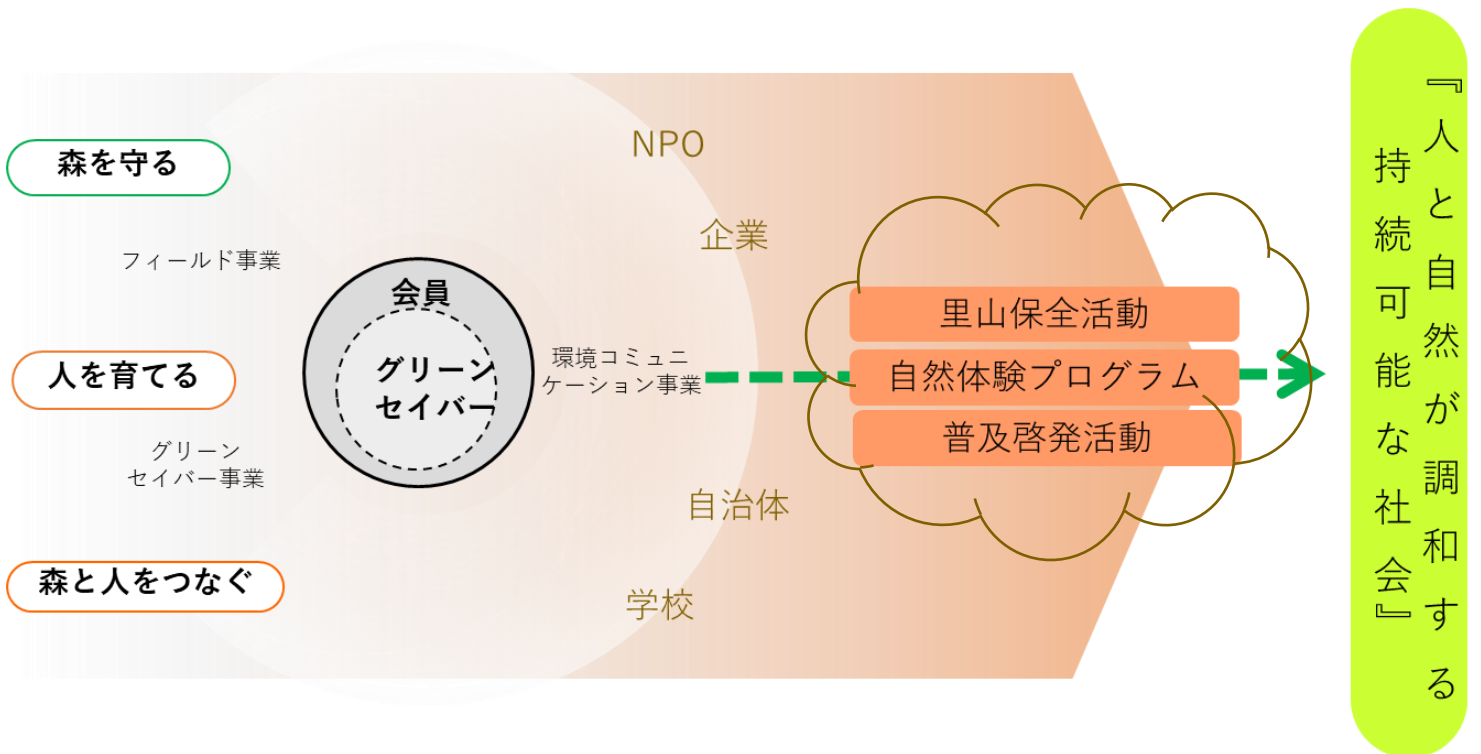 森を守る
フィールド事業
人を育てる
グリーン
セイバー事業
森と人をつなぐ
会員
グリーン
セイバー
環境コミュニ
ケーション事業
NPO
企業
自治体
学校
里山保全活動
自然体験プログラム
普及啓発活動
『人と自然が調和する
持続可能な社会』